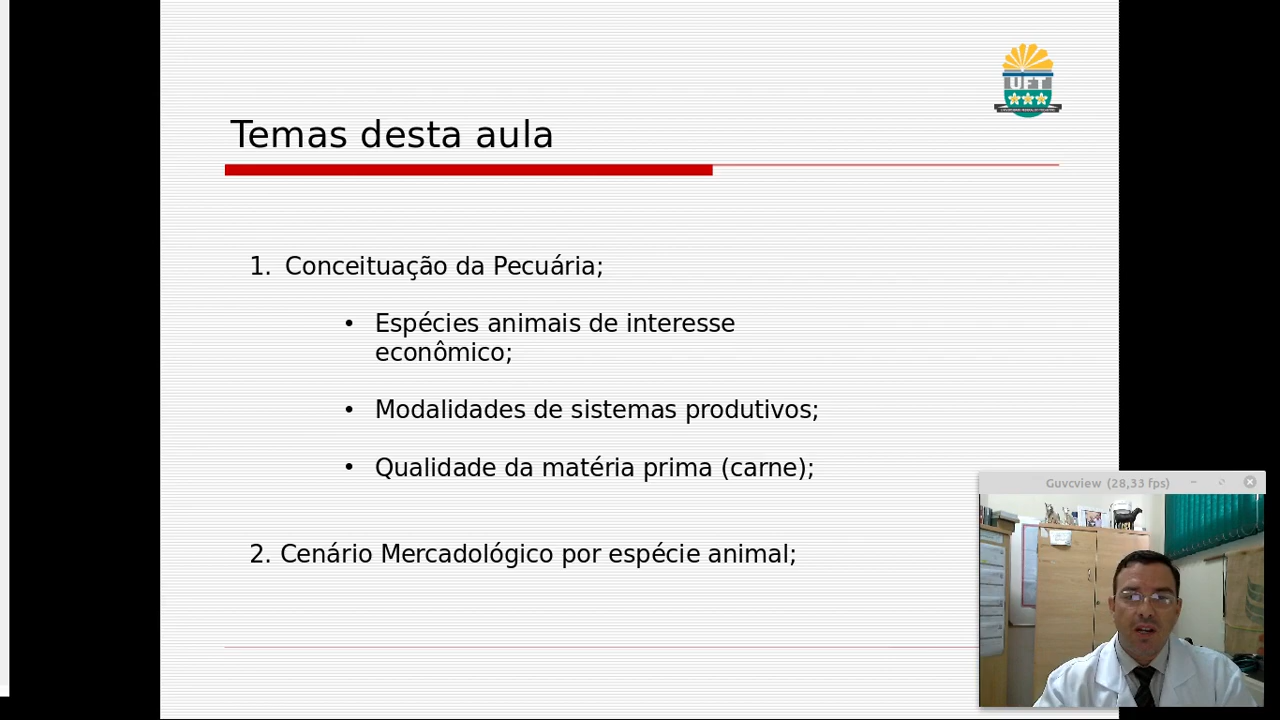 UFT
Temas desta aula
1. Conceituação da Pecuária;
• Espécies animais de interesse
econômico;
• Modalidades de sistemas produtivos;
• Qualidade da matéria prima (carne);
2. Cenário Mercadológico por espécie animal;
Guvcview (28,33 fps)